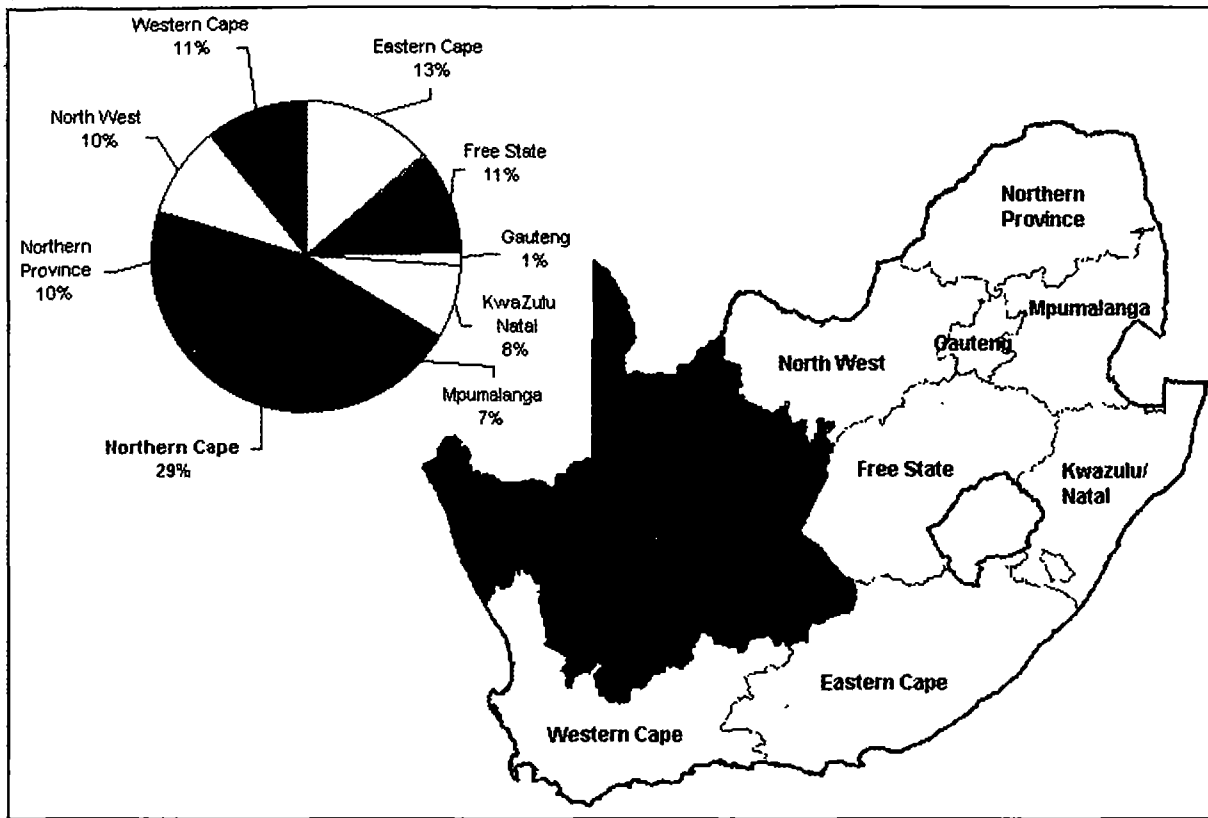 Western Cape
11%
Eastern Cape
13%
North West
10%
Free State
11%
Northern
Province
10%
Gauteng
1%
KwaZulu
Natal
8%
Mpumalanga
7%
Northern Cape
29%
Northern
Province
Mpumalanga
Gauteng
North West
Free State
Kwazulu/
Natal
Eastern Cape
Western Cape